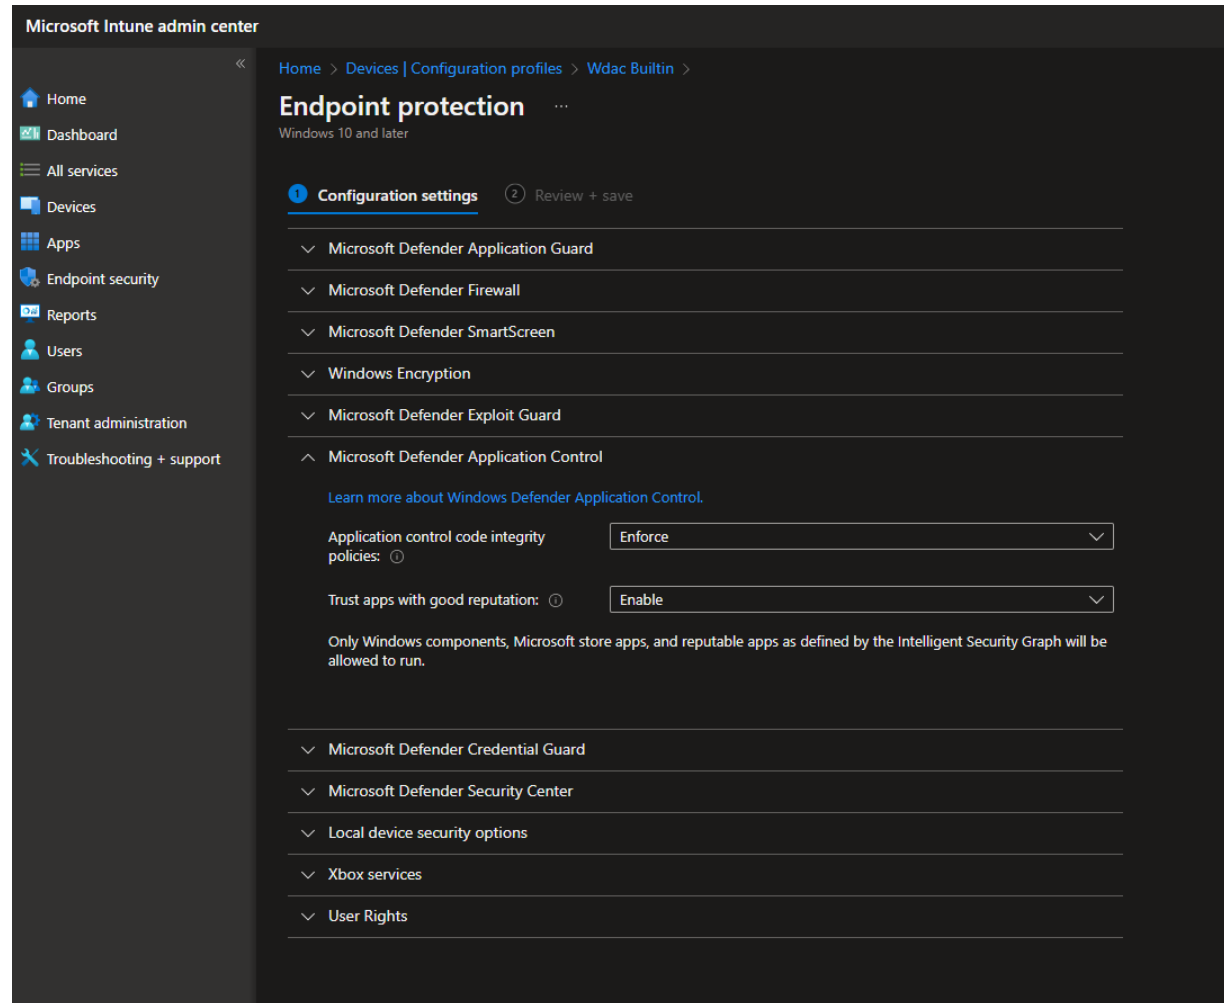 Microsoft Intune admin center
«
Home
Dashboard
All services
Devices
Apps
Endpoint security
Reports
Users
Groups
Tenant administration
Troubleshooting + support
Home > Devices | Configuration profiles > Wdac Builtin >
Endpoint protection ...
Windows 10 and later
1 Configuration settings 2 Review + save
Microsoft Defender Application Guard
Microsoft Defender Firewall
Microsoft Defender SmartScreen
Windows Encryption
Microsoft Defender Exploit Guard
Microsoft Defender Application Control
Learn more about Windows Defender Application Control.
Application control code integrity
policies:
Enforce
Trust apps with good reputation:
Enable
Only Windows components, Microsoft store apps, and reputable apps as defined by the Intelligent Security Graph will be
allowed to run.
Microsoft Defender Credential Guard
Microsoft Defender Security Center
Local device security options
Xbox services
User Rights